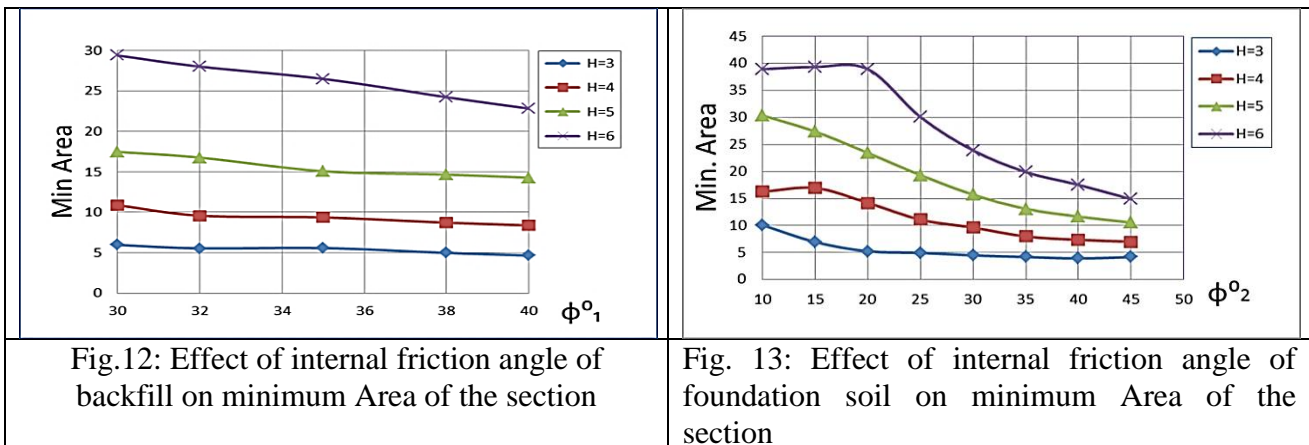 30
25
20
15
10
5
0
Min Area
30
32
34
36
38
40
ϕ⁰₁
H=3
H=4
H=5
H=6
45
40
35
30
25
20
15
10
5
0
Min. Area
10
15
20
25
30
35
40
45
50
ϕ⁰₂
H=3
H=4
H=5
H=6
Fig.12: Effect of internal friction angle of
backfill on minimum Area of the section
Fig. 13: Effect of internal friction angle of
foundation soil on minimum Area of the
section